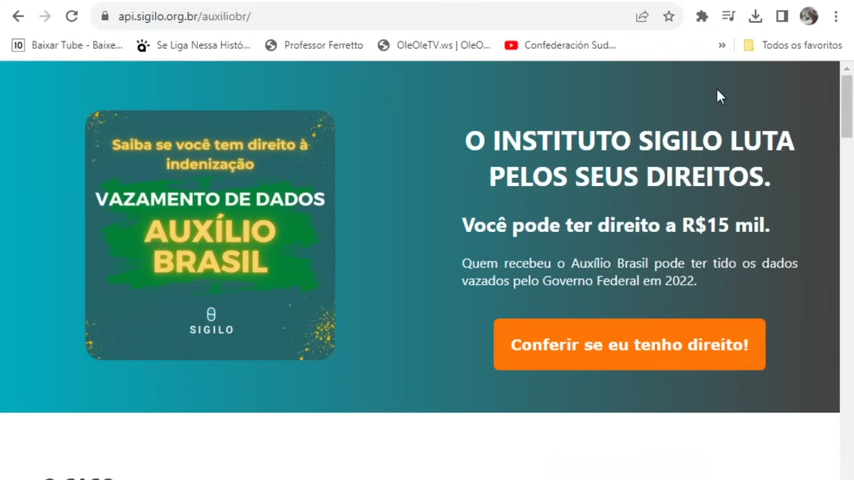 api.sigilo.org.br/auxiliobr/
10 Baixar Tube - Baixe... Se Liga Nessa Histó... Professor Ferretto OleOleTV.ws | OleO... Confederación Sud... » Todos os favoritos
Saiba se você tem direito à
indenização
VAZAMENTO DE DADOS
AUXÍLIO
BRASIL
SIGILO
O INSTITUTO SIGILO LUTA
PELOS SEUS DIREITOS.
Você pode ter direito a R$15 mil.
Quem recebeu o Auxílio Brasil pode ter tido os dados
vazados pelo Governo Federal em 2022.
Conferir se eu tenho direito!